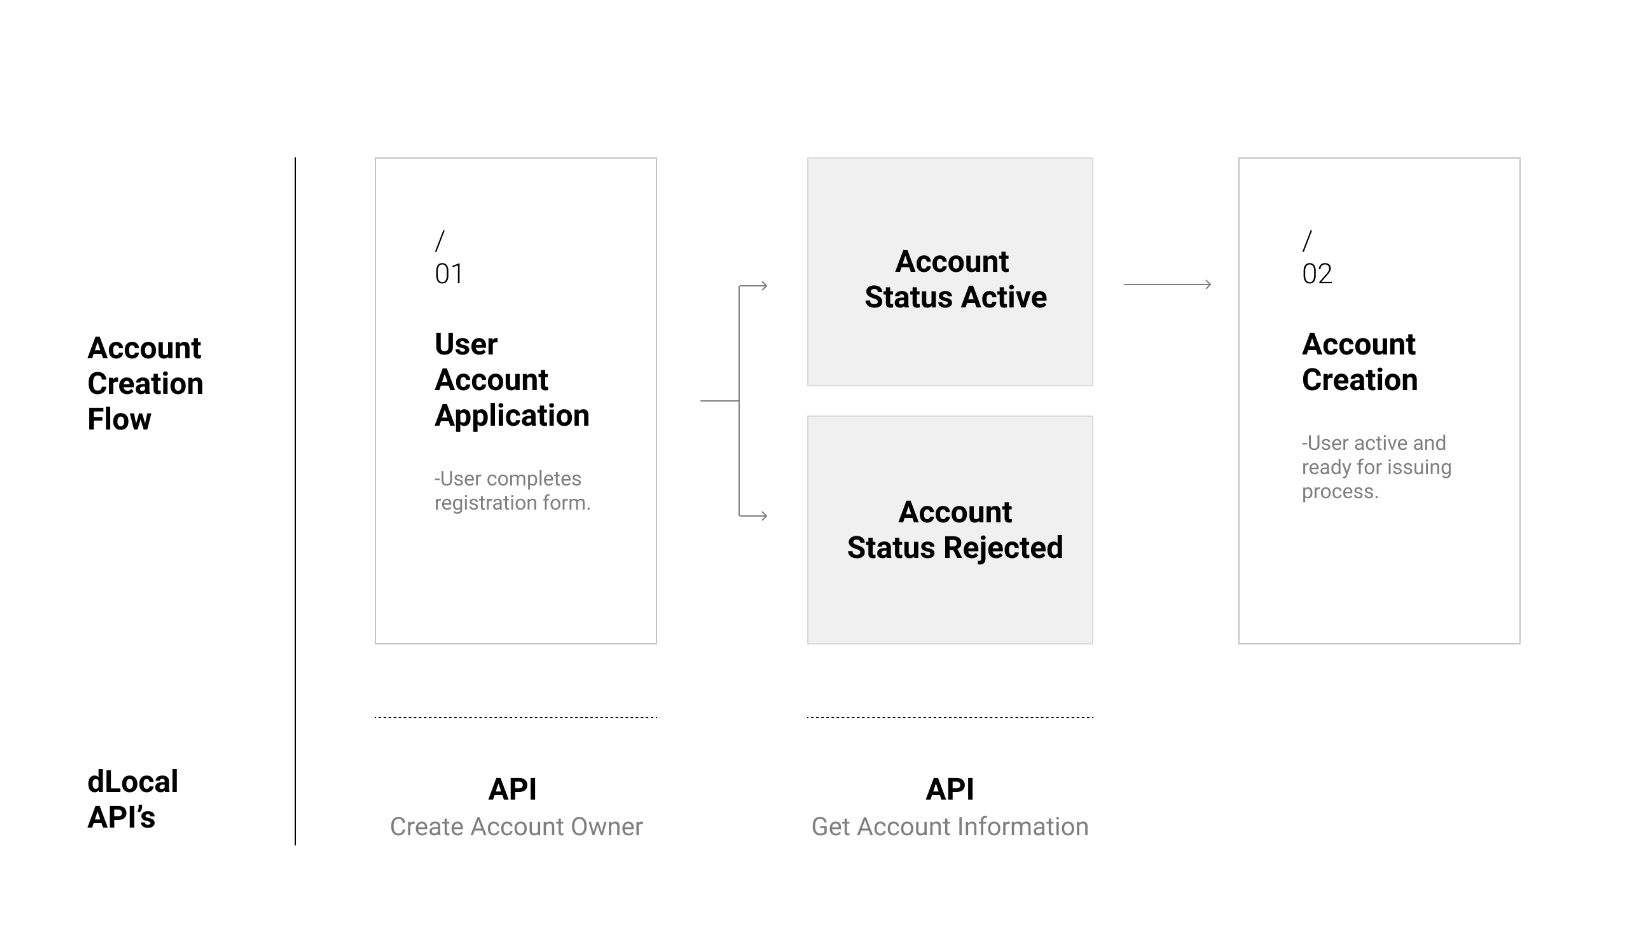 Account
Creation
Flow
/
01
User
Account
Application
-User completes
registration form.
Account
Status Active
Account
Status Rejected
/
02
Account
Creation
-User active and
ready for issuing
process.
dLocal
API’s
API
Create Account Owner
API
Get Account Information